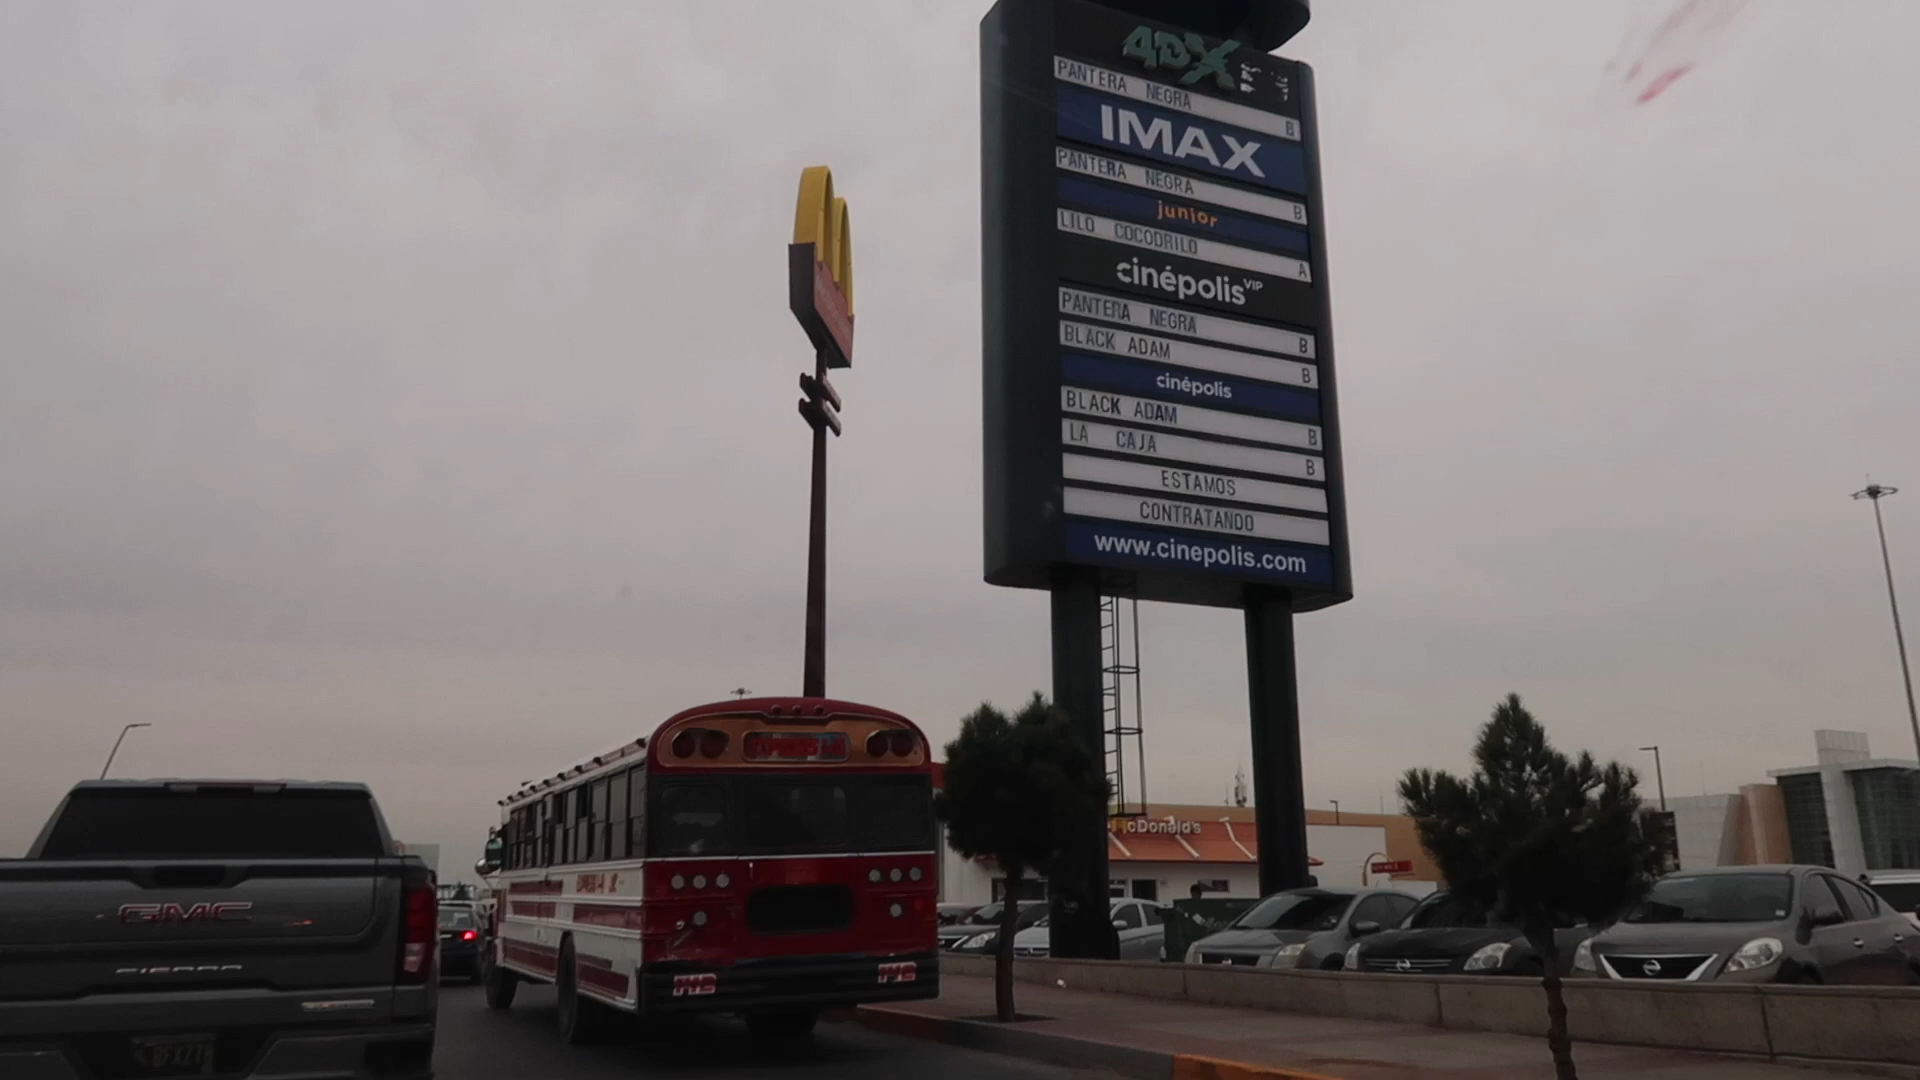 4DX
PANTERA NEGRA B
IMAX
PANTERA NEGRA B
junior
LILO COCODRILO A
cinépolis VIP
PANTERA NEGRA B
BLACK ADAM B
cinépolis
BLACK ADAM B
LA CAJA B
ESTAMOS
CONTRATANDO
www.cinepolis.com
cDonald's
GMC
SIERRA